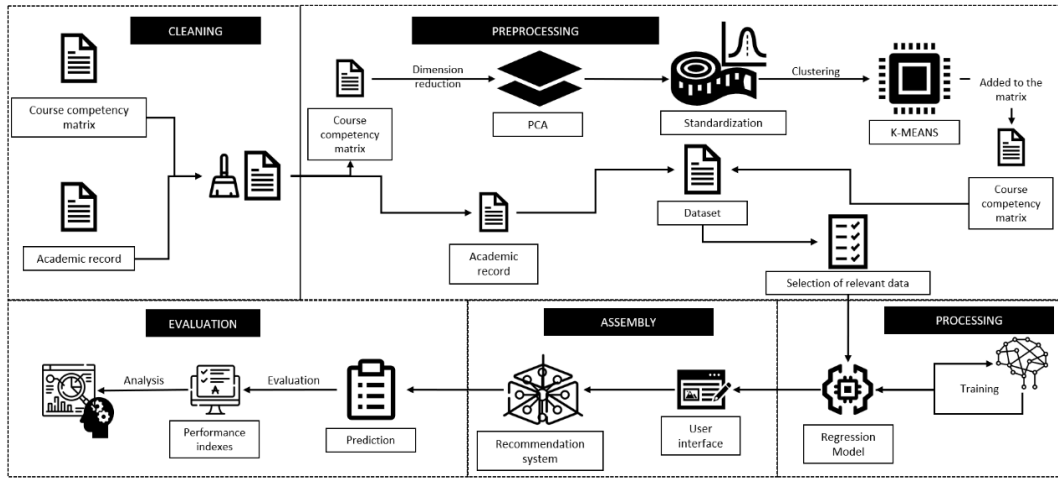 CLEANING
Course competency
matrix
Academic record
PREPROCESSING
Course
competency
matrix
Dimension
reduction
PCA
Standardization
Clustering
K-MEANS
Added to the
matrix
Course
competency
matrix
Academic
record
Dataset
Selection of relevant data
EVALUATION
Analysis
Performance
indexes
Evaluation
Prediction
ASSEMBLY
Recommendation
system
User
interface
PROCESSING
Regression
Model
Training